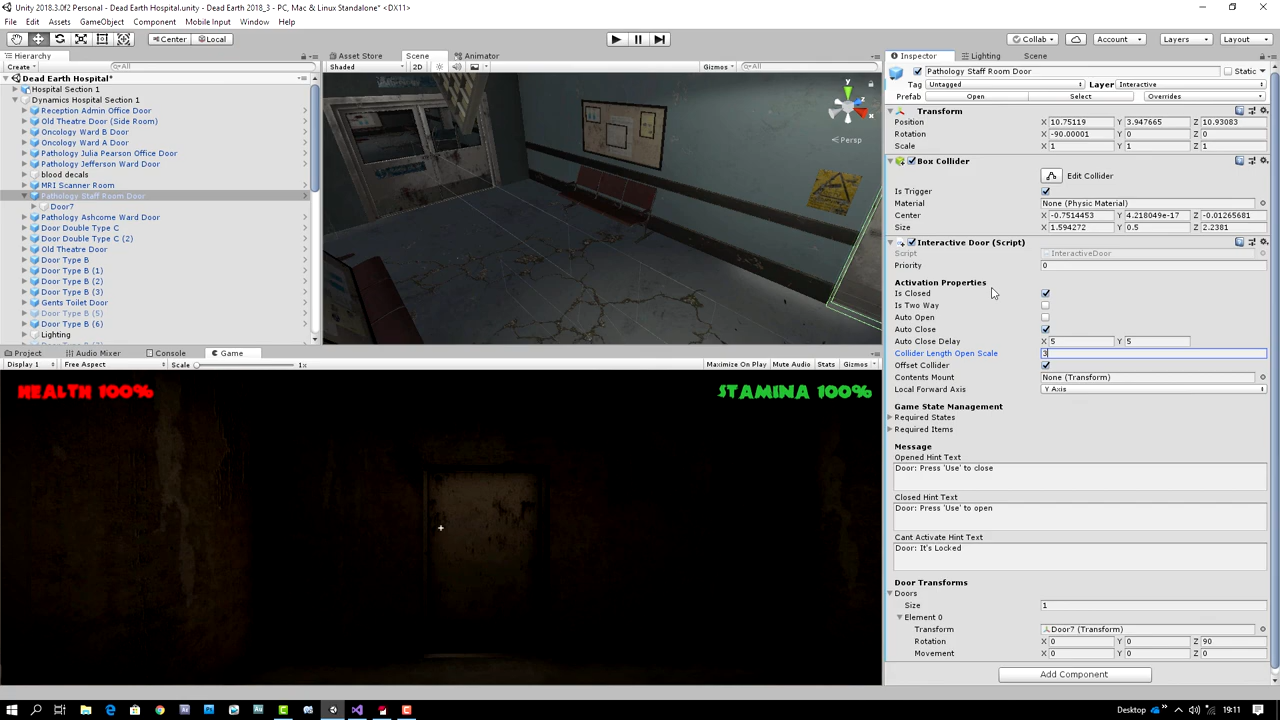 Unity 2018.3.0f2 Personal - Dead Earth Hospital.unity - Dead Earth 2018_3 - PC, Mac & Linux Standalone* <DX11>
File Edit Assets GameObject Component Mobile Input Window Help
Center Local Collab Account Layers Layout
Hierarchy Asset Store Scene Animator Inspector Lighting Scene
Create All Shaded 2D Gizmos All
Dead Earth Hospital*
Hospital Section 1
Dynamics Hospital Section 1
Reception Admin Office Door
Old Theatre Door (Side Room)
Oncology Ward B Door
Oncology Ward A Door
Pathology Julia Pearson Office Door
Pathology Jefferson Ward Door
blood decals
MRI Scanner Room
Pathology Staff Room Door
Door7
Pathology Ashcome Ward Door
Door Double Type C
Door Double Type C (2)
Old Theatre Door
Door Type B
Door Type B (1)
Door Type B (2)
Door Type B (3)
Gents Toilet Door
Door Type B (5)
Door Type B (6)
Lighting
y
x
Persp
Project Audio Mixer Console Game
Display 1 Free Aspect Scale 1x Maximize On Play Mute Audio Stats Gizmos
HEALTH 100% STAMINA 100%
Pathology Staff Room Door Static
Tag Untagged Layer Interactive
Prefab Open Select Overrides
Transform
Position X 10.75119 Y 3.947665 Z 10.93083
Rotation X -90.00001 Y 0 Z 0
Scale X 1 Y 1 Z 1
Box Collider
Edit Collider
Is Trigger
Material None (Physic Material)
Center X -0.7514453 Y 4.218049e-17 Z -0.01265681
Size X 1.594272 Y 0.5 Z 2.2381
Interactive Door (Script)
Script InteractiveDoor
Priority 0
Activation Properties
Is Closed
Is Two Way
Auto Open
Auto Close
Auto Close Delay X 5 Y 5
Collider Length Open Scale 3
Offset Collider
Contents Mount None (Transform)
Local Forward Axis Y Axis
Game State Management
Required States
Required Items
Message
Opened Hint Text
Door: Press 'Use' to close
Closed Hint Text
Door: Press 'Use' to open
Cant Activate Hint Text
Door: It's Locked
Door Transforms
Doors
Size 1
Element 0
Transform Door7 (Transform)
Rotation X 0 Y 0 Z 90
Movement X 0 Y 0 Z 0
Add Component
Desktop 19:11